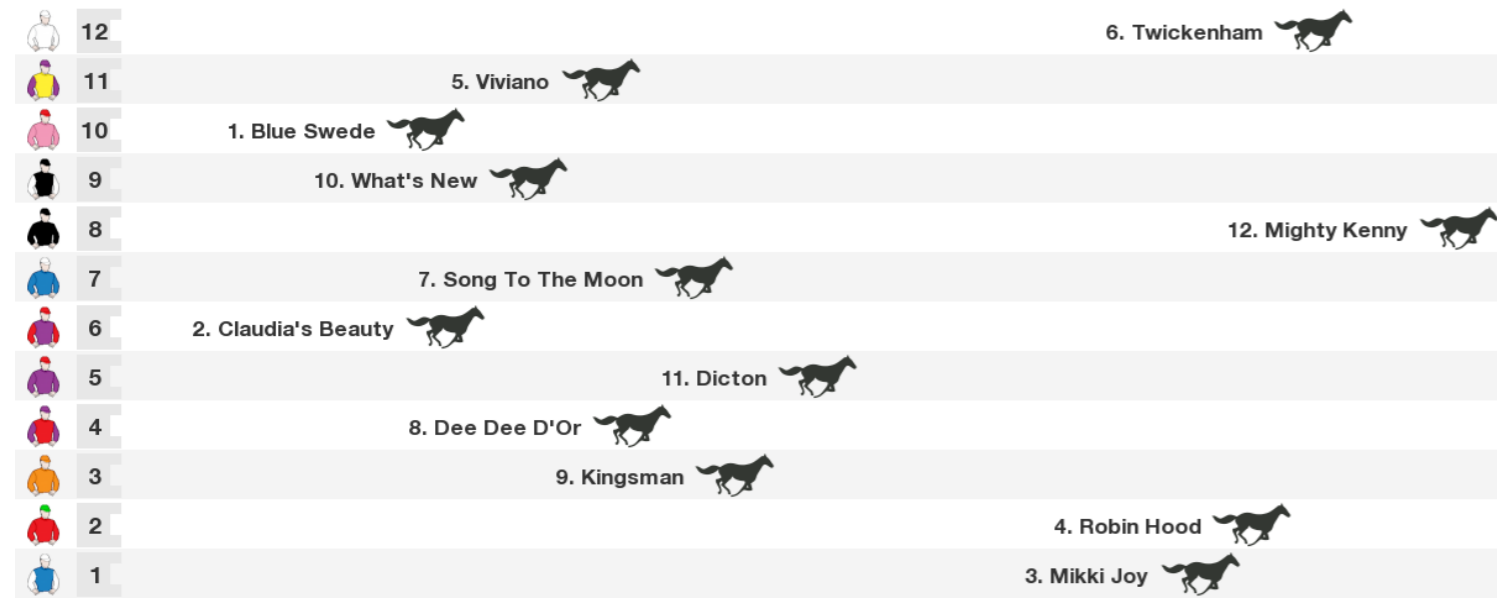 12 6. Twickenham
11 5. Viviano
10 1. Blue Swede
9 10. What's New
8 12. Mighty Kenny
7 7. Song To The Moon
6 2. Claudia's Beauty
5 11. Dicton
4 8. Dee Dee D'Or
3 9. Kingsman
2 4. Robin Hood
1 3. Mikki Joy